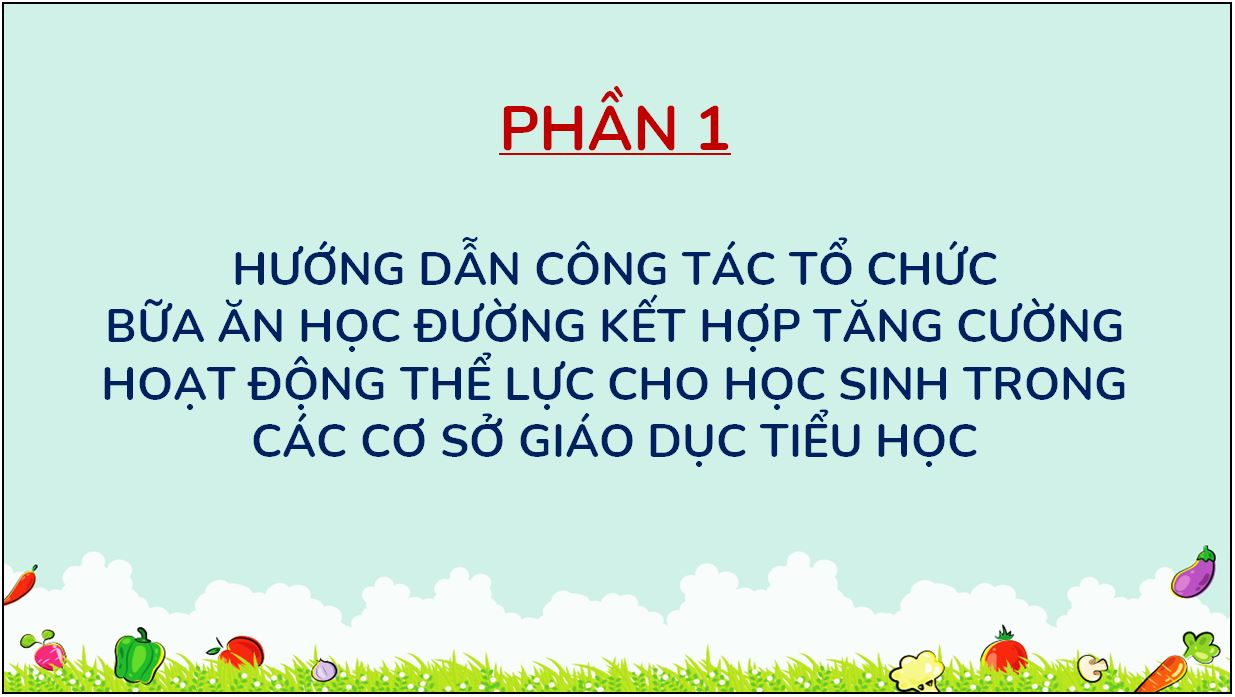 PHẦN 1
HƯỚNG DẪN CÔNG TÁC TỔ CHỨC
BỮA ĂN HỌC ĐƯỜNG KẾT HỢP TĂNG CƯỜNG
HOẠT ĐỘNG THỂ LỰC CHO HỌC SINH TRONG
CÁC CƠ SỞ GIÁO DỤC TIỂU HỌC